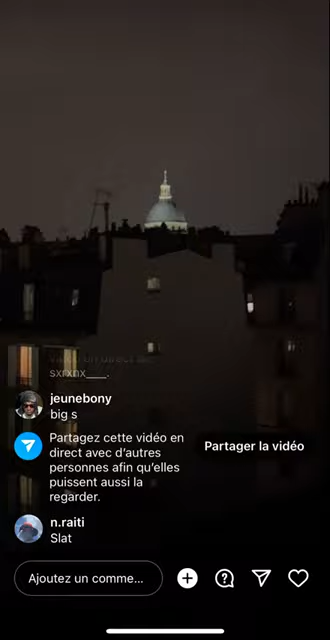 sxrxnx___.
jeunebony
big s
Partagez cette vidéo en
direct avec d'autres
personnes afin qu'elles
puissent aussi la
regarder.
Partager la vidéo
n.raiti
Slat
Ajoutez un comme...